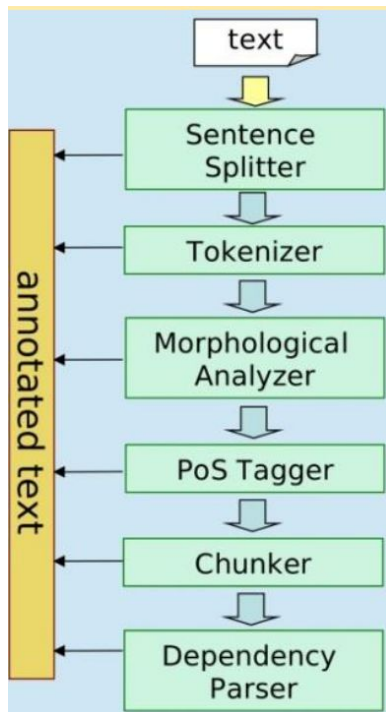 text
Sentence
Splitter
Tokenizer
Morphological
Analyzer
PoS Tagger
Chunker
Dependency
Parser
annotated text